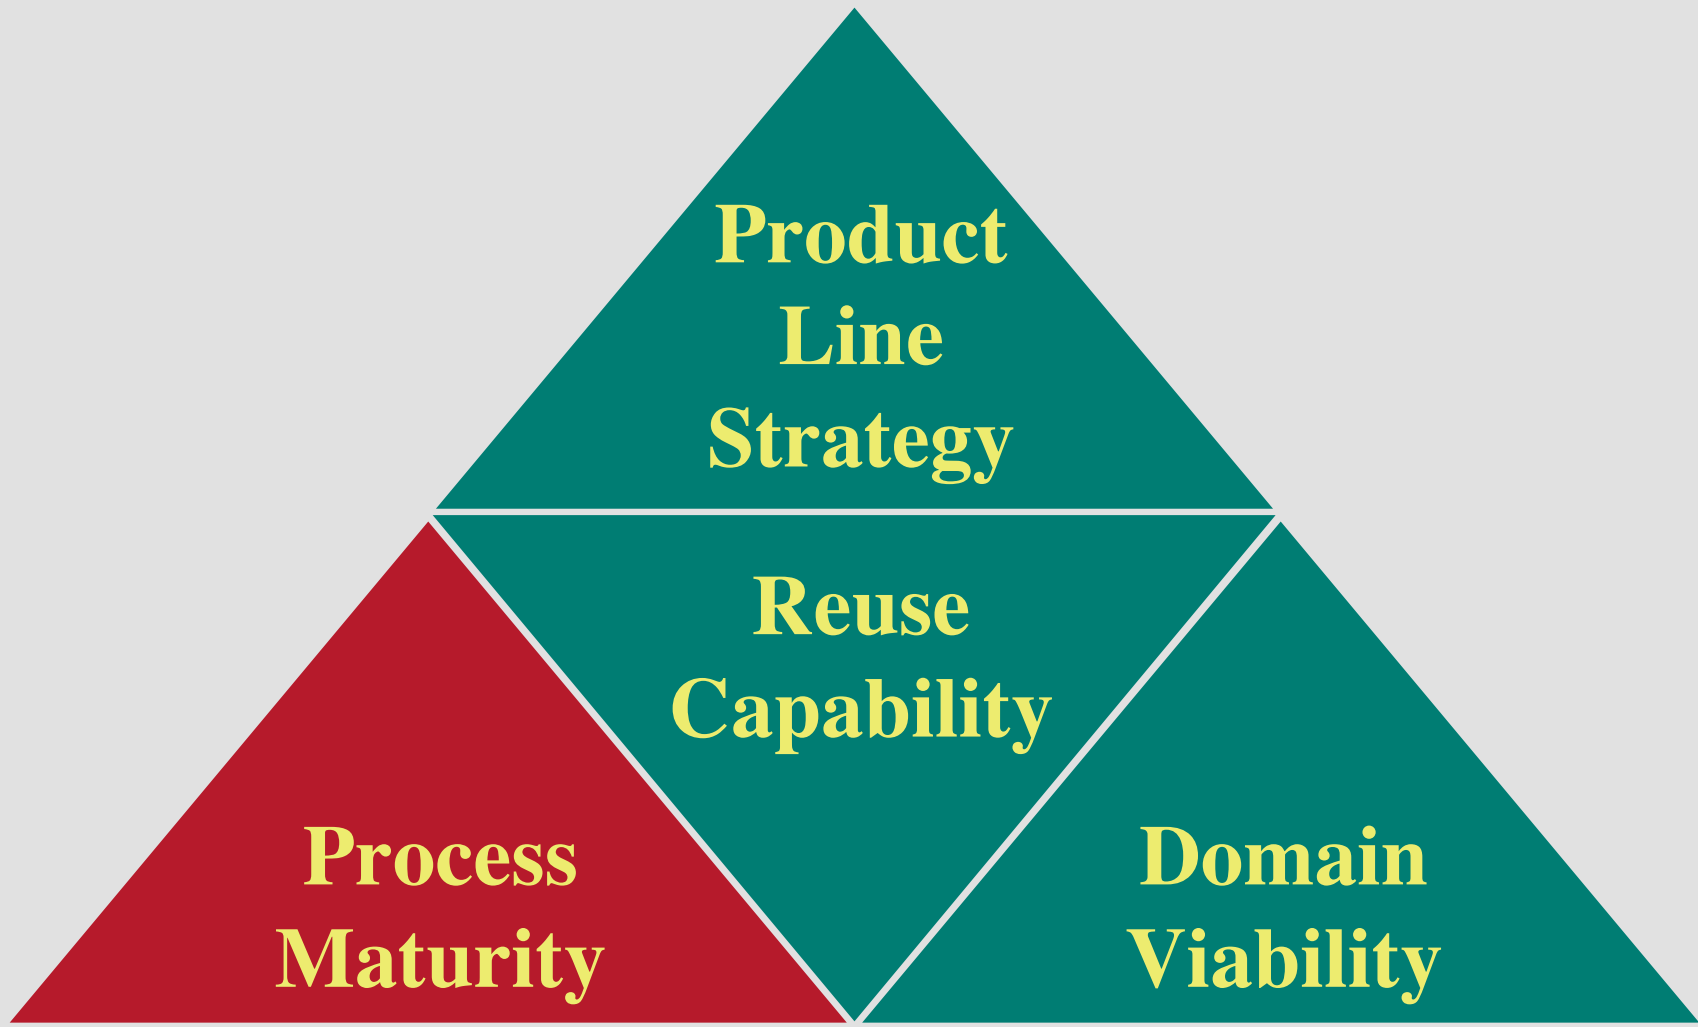 Product
Line
Strategy
Reuse
Capability
Process
Maturity
Domain
Viability